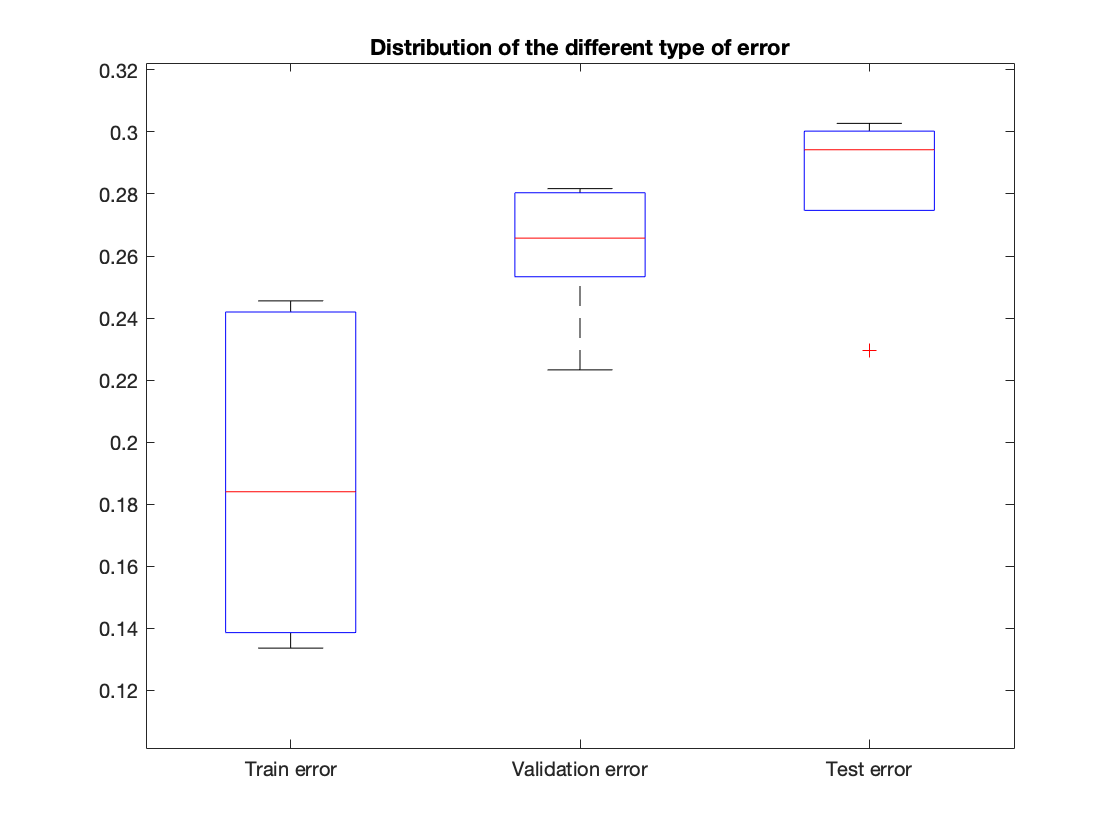 Distribution of the different type of error
0.32
0.3
0.28
0.26
0.24
0.22
0.2
0.18
0.16
0.14
0.12
Train error
Validation error
Test error